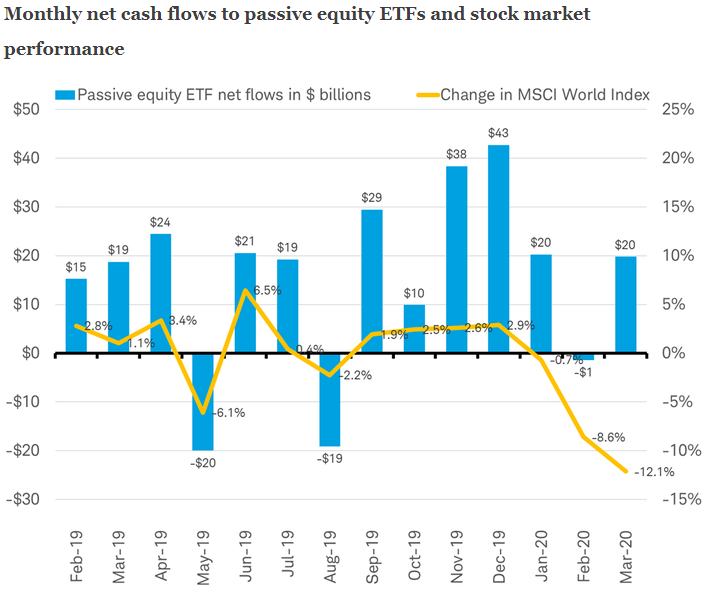 Monthly net cash flows to passive equity ETFs and stock market
performance
Passive equity ETF net flows in $ billions
Change in MSCI World Index
$50
$40
$30
$20
$10
$0
-$10
-$20
-$30
25%
20%
15%
10%
5%
0%
-5%
-10%
-15%
$15
$19
$24
-$20
$21
$19
-$19
$29
$10
$38
$43
$20
-$1
$20
2.8%
1.1%
3.4%
-6.1%
6.5%
0.4%
-2.2%
1.9%
2.5%
2.6%
2.9%
-0.7%
-8.6%
-12.1%
Feb-19
Mar-19
Apr-19
May-19
Jun-19
Jul-19
Aug-19
Sep-19
Oct-19
Nov-19
Dec-19
Jan-20
Feb-20
Mar-20